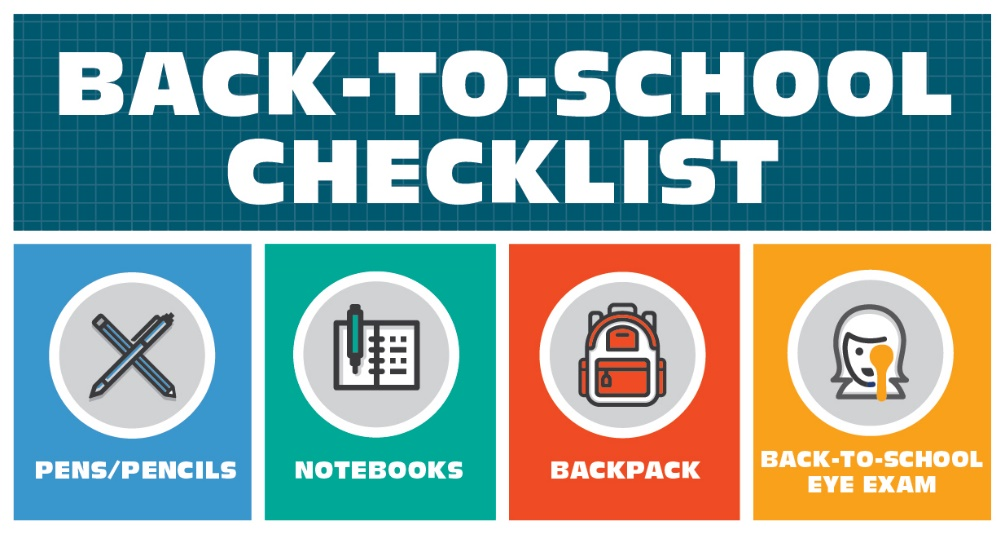 BACK-TO-SCHOOL
CHECKLIST
PENS/PENCILS
NOTEBOOKS
BACKPACK
BACK-TO-SCHOOL
EYE EXAM